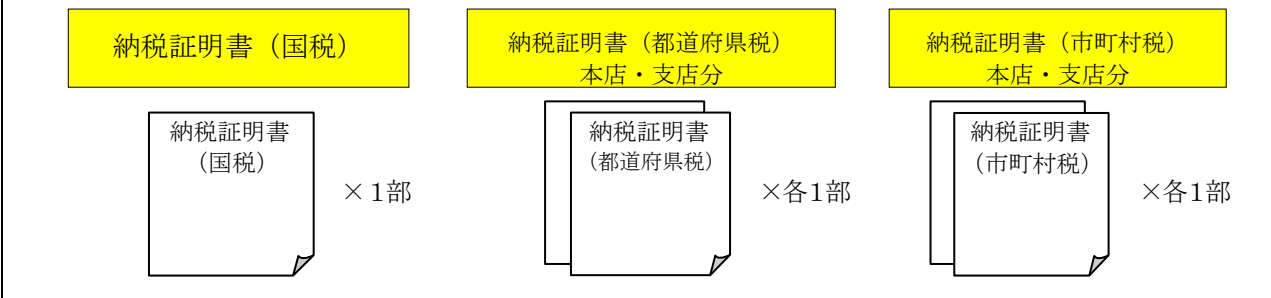 納税証明書（国税）
納税証明書（都道府県税）
本店・支店分
納税証明書（市町村税）
本店・支店分
納税証明書
（国税）
×１部
納税証明書
（都道府県税）
×各1部
納税証明書
（市町村税）
×各1部